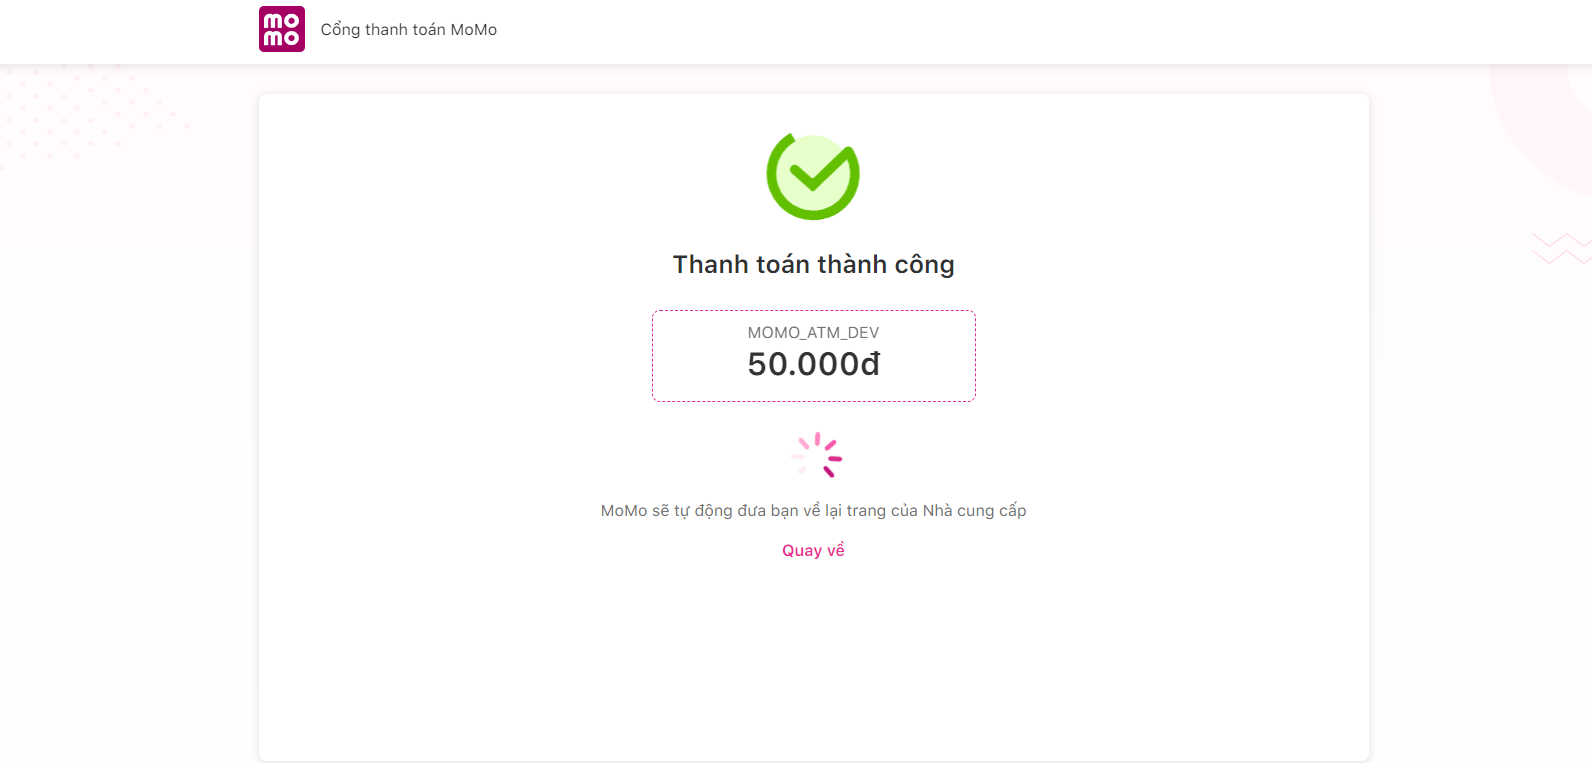 mo
mo
Cổng thanh toán MoMo
Thanh toán thành công
MOMO_ATM_DEV
50.000đ
MoMo sẽ tự động đưa bạn về lại trang của Nhà cung cấp
Quay về